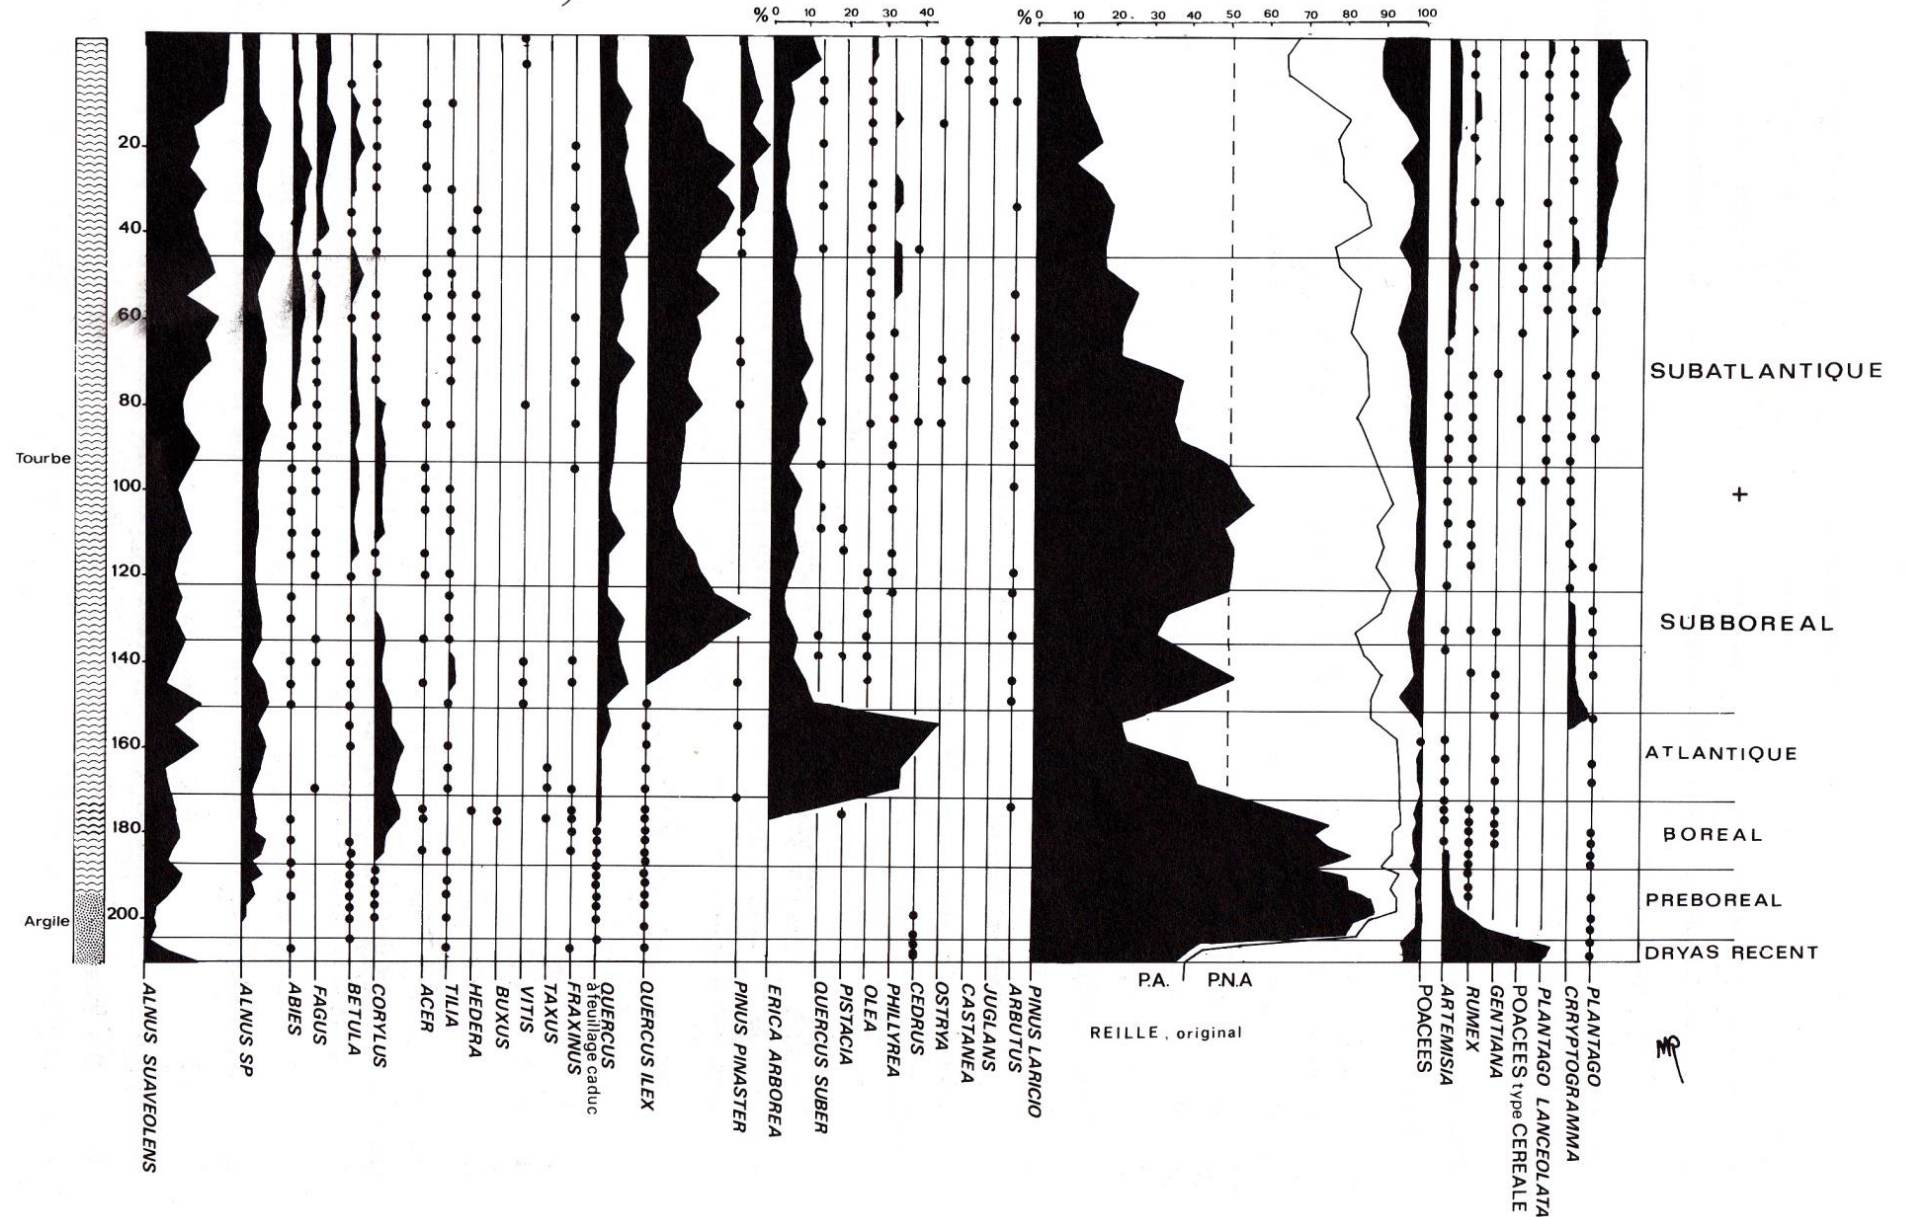 % 0 10 20 30 40
% 0 10 20 30 40 50 60 70 80 90 100
20
40
60
80
100
120
140
160
180
200
Tourbe
Argile
SUBATLANTIQUE
+
SUBBOREAL
ATLANTIQUE
BOREAL
PREBOREAL
DRYAS RECENT
P.A. P.N.A
REILLE, original
ALNUS SUAVEOLENS
ALNUS SP
ABIES
FAGUS
BETULA
CORYLUS
ACER
TILIA
HEDERA
BUXUS
VITIS
TAXUS
FRAXINUS
QUERCUS
à feuillage caduc
QUERCUS ILEX
PINUS PINASTER
ERICA ARBOREA
QUERCUS SUBER
PISTACIA
OLEA
PHILLYREA
CEDRUS
OSTRYA
CASTANEA
JUGLANS
ARBUTUS
PINUS LARICIO
POACEES
ARTEMISIA
RUMEX
GENTIANA
POACEES type CEREALE
PLANTAGO LANCEOLATA
CRRYPTOGRAMMA
PLANTAGO